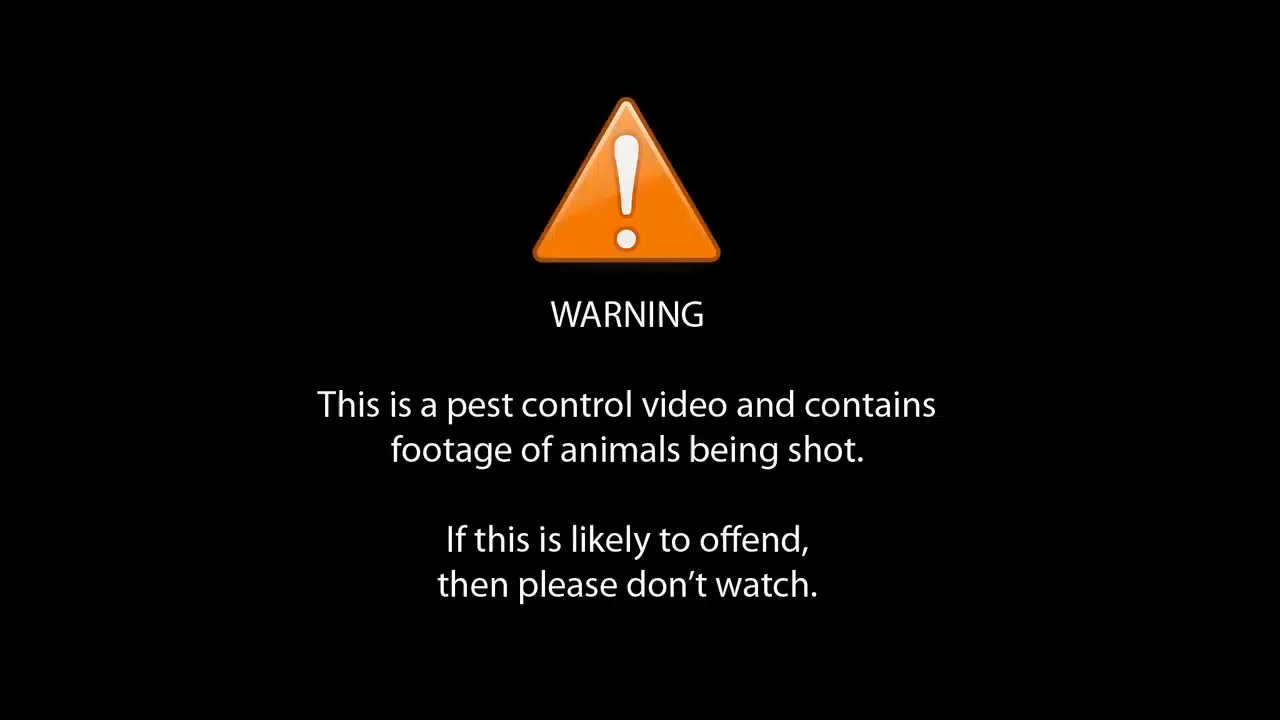 WARNING
This is a pest control video and contains
footage of animals being shot.
If this is likely to offend,
then please don’t watch.